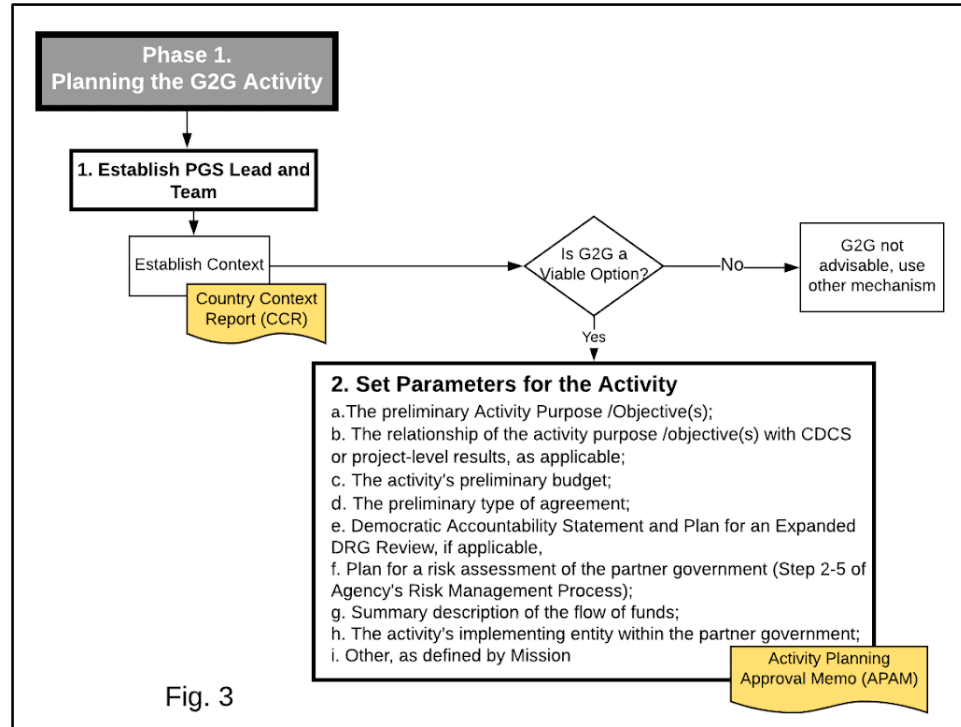 Phase 1.
Planning the G2G Activity
1. Establish PGS Lead and
Team
Establish Context
Country Context
Report (CCR)
Is G2G a
Viable Option?
No
G2G not
advisable, use
other mechanism
Yes
2. Set Parameters for the Activity
a.The preliminary Activity Purpose /Objective(s);
b. The relationship of the activity purpose /objective(s) with CDCS
or project-level results, as applicable;
c. The activity's preliminary budget;
d. The preliminary type of agreement;
e. Democratic Accountability Statement and Plan for an Expanded
DRG Review, if applicable,
f. Plan for a risk assessment of the partner government (Step 2-5 of
Agency's Risk Management Process);
g. Summary description of the flow of funds;
h. The activity's implementing entity within the partner government;
i. Other, as defined by Mission
Activity Planning
Approval Memo (APAM)
Fig. 3